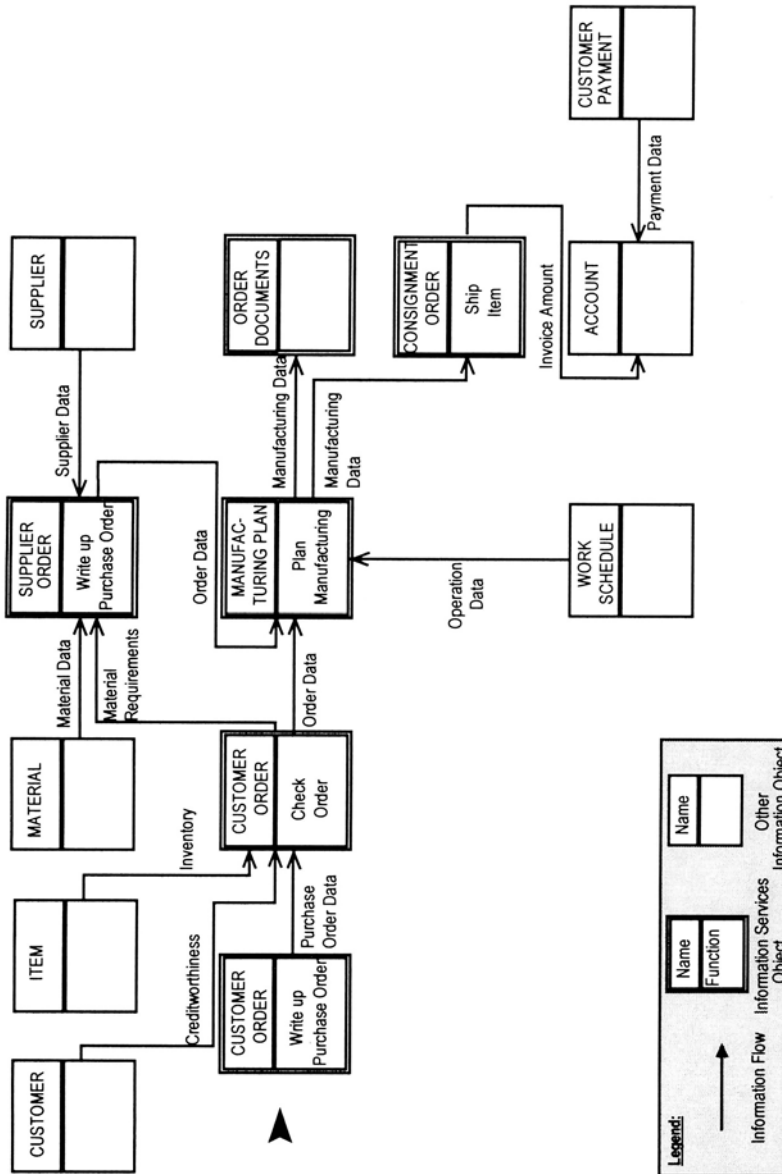 CUSTOMER
ITEM
MATERIAL
SUPPLIER
ORDER
Write up
Purchase Order
SUPPLIER
Creditworthiness
Inventory
Material Data
Material
Requirements
Supplier Data
Order Data
CUSTOMER
ORDER
Write up
Purchase Order
Purchase
Order Data
CUSTOMER
ORDER
Check
Order
Order Data
MANUFAC-
TURING PLAN
Plan
Manufacturing
Manufacturing Data
Manufacturing
Data
ORDER
DOCUMENTS
CONSIGNMENT
ORDER
Ship
Item
Operation
Data
Invoice Amount
WORK
SCHEDULE
ACCOUNT
Payment Data
CUSTOMER
PAYMENT
Legend:
Information Flow
Name
Function
Information Services
Object
Name
Other
Information Object